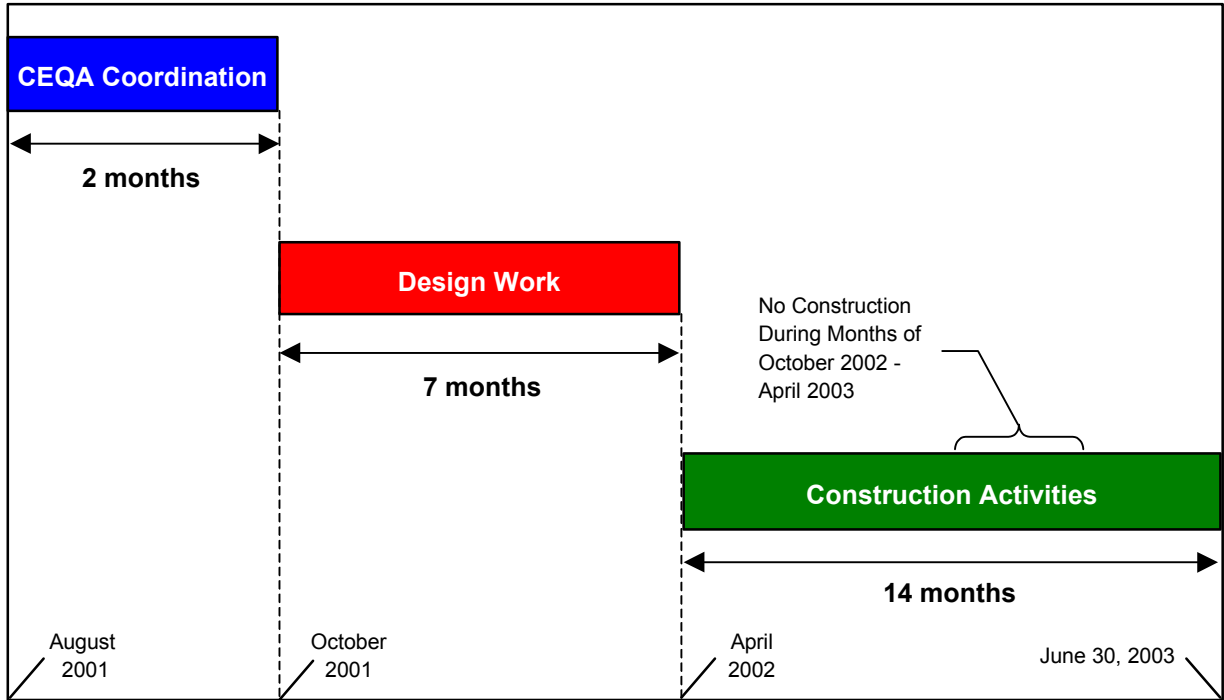 CEQA Coordination
2 months
Design Work
7 months
No Construction
During Months of
October 2002 -
April 2003
Construction Activities
14 months
August
2001
October
2001
April
2002
June 30, 2003